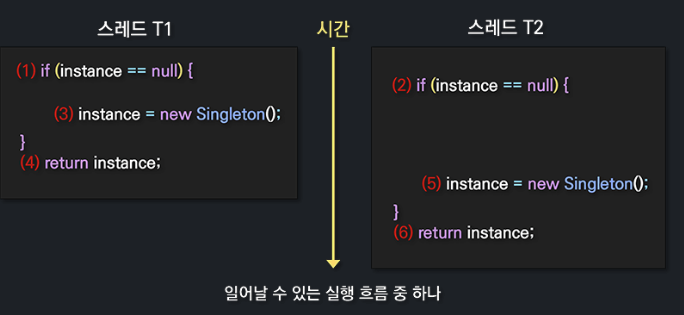 스레드 T1
시간
스레드 T2
(1) if (instance == null) {
(2) if (instance == null) {
(3) instance = new Singleton();
}
(4) return instance;
(5) instance = new Singleton();
}
(6) return instance;
일어날 수 있는 실행 흐름 중 하나